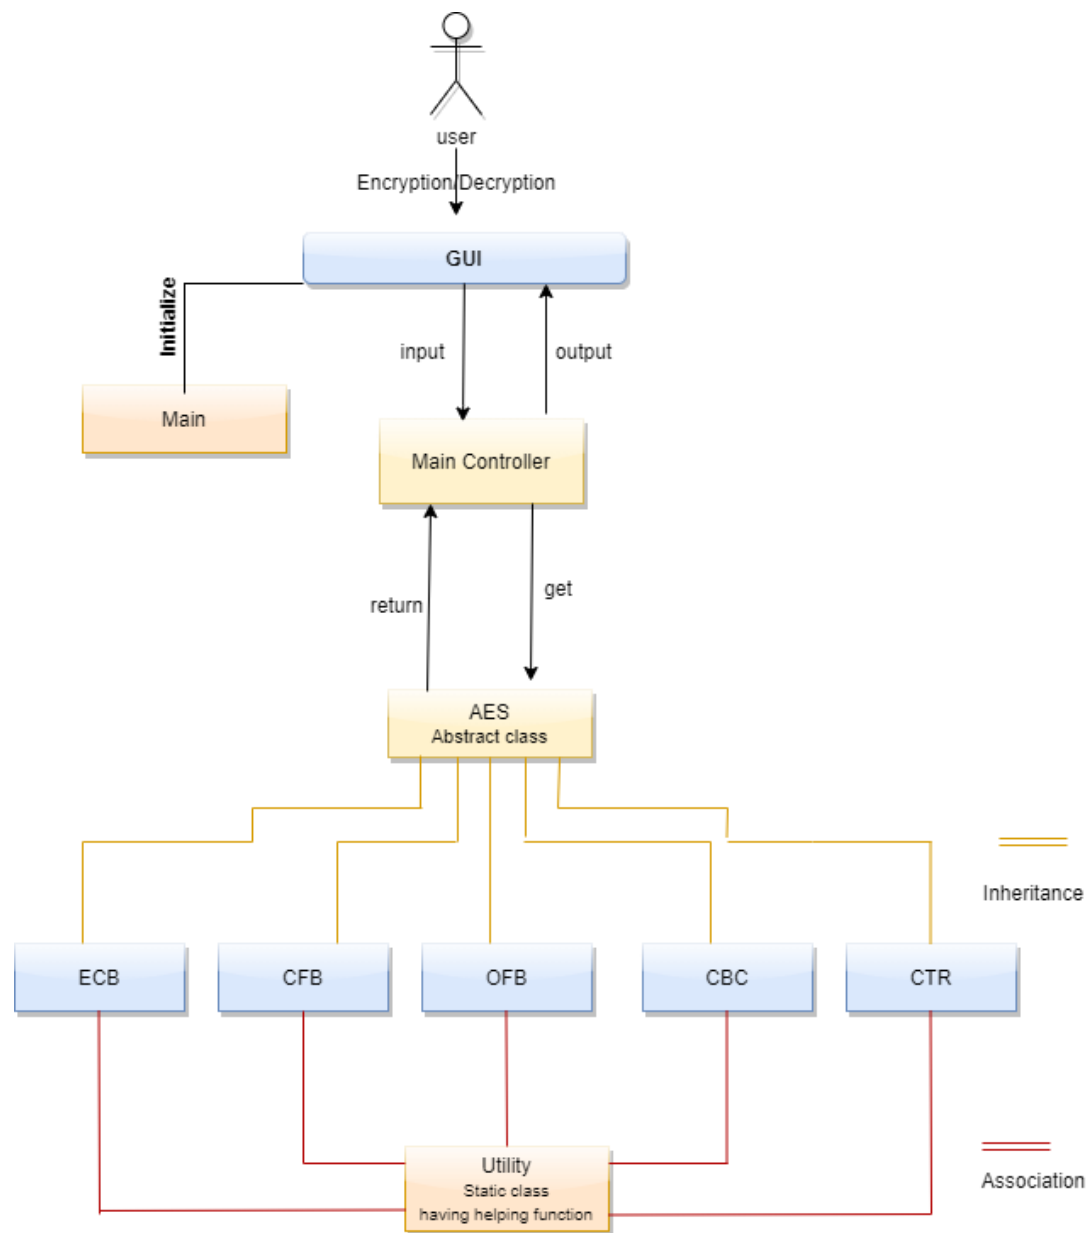 user
Encryption/Decryption
GUI
Initialize
input
output
Main
Main Controller
return
get
AES
Abstract class
Inheritance
ECB
CFB
OFB
CBC
CTR
Utility
Static class
having helping function
Association